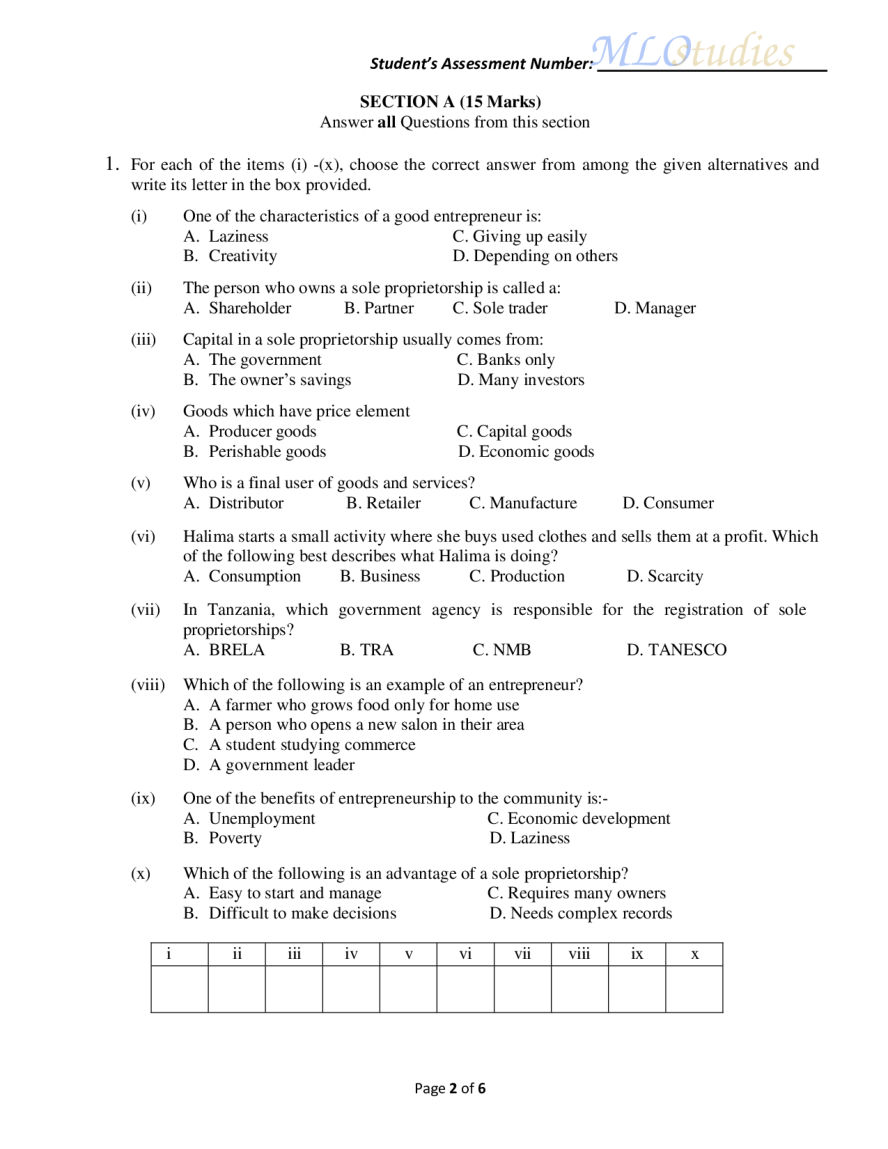 MLOstudies
Student's Assessment Number:
SECTION A (15 Marks)
Answer all Questions from this section
1. For each of the items (i) -(x), choose the correct answer from among the given alternatives and
write its letter in the box provided.
(i) One of the characteristics of a good entrepreneur is:
A. Laziness C. Giving up easily
B. Creativity D. Depending on others
(ii) The person who owns a sole proprietorship is called a:
A. Shareholder B. Partner C. Sole trader D. Manager
(iii) Capital in a sole proprietorship usually comes from:
A. The government C. Banks only
B. The owner's savings D. Many investors
(iv) Goods which have price element
A. Producer goods C. Capital goods
B. Perishable goods D. Economic goods
(v) Who is a final user of goods and services?
A. Distributor B. Retailer C. Manufacture D. Consumer
(vi) Halima starts a small activity where she buys used clothes and sells them at a profit. Which
of the following best describes what Halima is doing?
A. Consumption B. Business C. Production D. Scarcity
(vii) In Tanzania, which government agency is responsible for the registration of sole
proprietorships?
A. BRELA B. TRA C. NMB D. TANESCO
(viii) Which of the following is an example of an entrepreneur?
A. A farmer who grows food only for home use
B. A person who opens a new salon in their area
C. A student studying commerce
D. A government leader
(ix) One of the benefits of entrepreneurship to the community is:-
A. Unemployment C. Economic development
B. Poverty D. Laziness
(x) Which of the following is an advantage of a sole proprietorship?
A. Easy to start and manage C. Requires many owners
B. Difficult to make decisions D. Needs complex records
i ii iii iv v vi vii viii ix x
Page 2 of 6